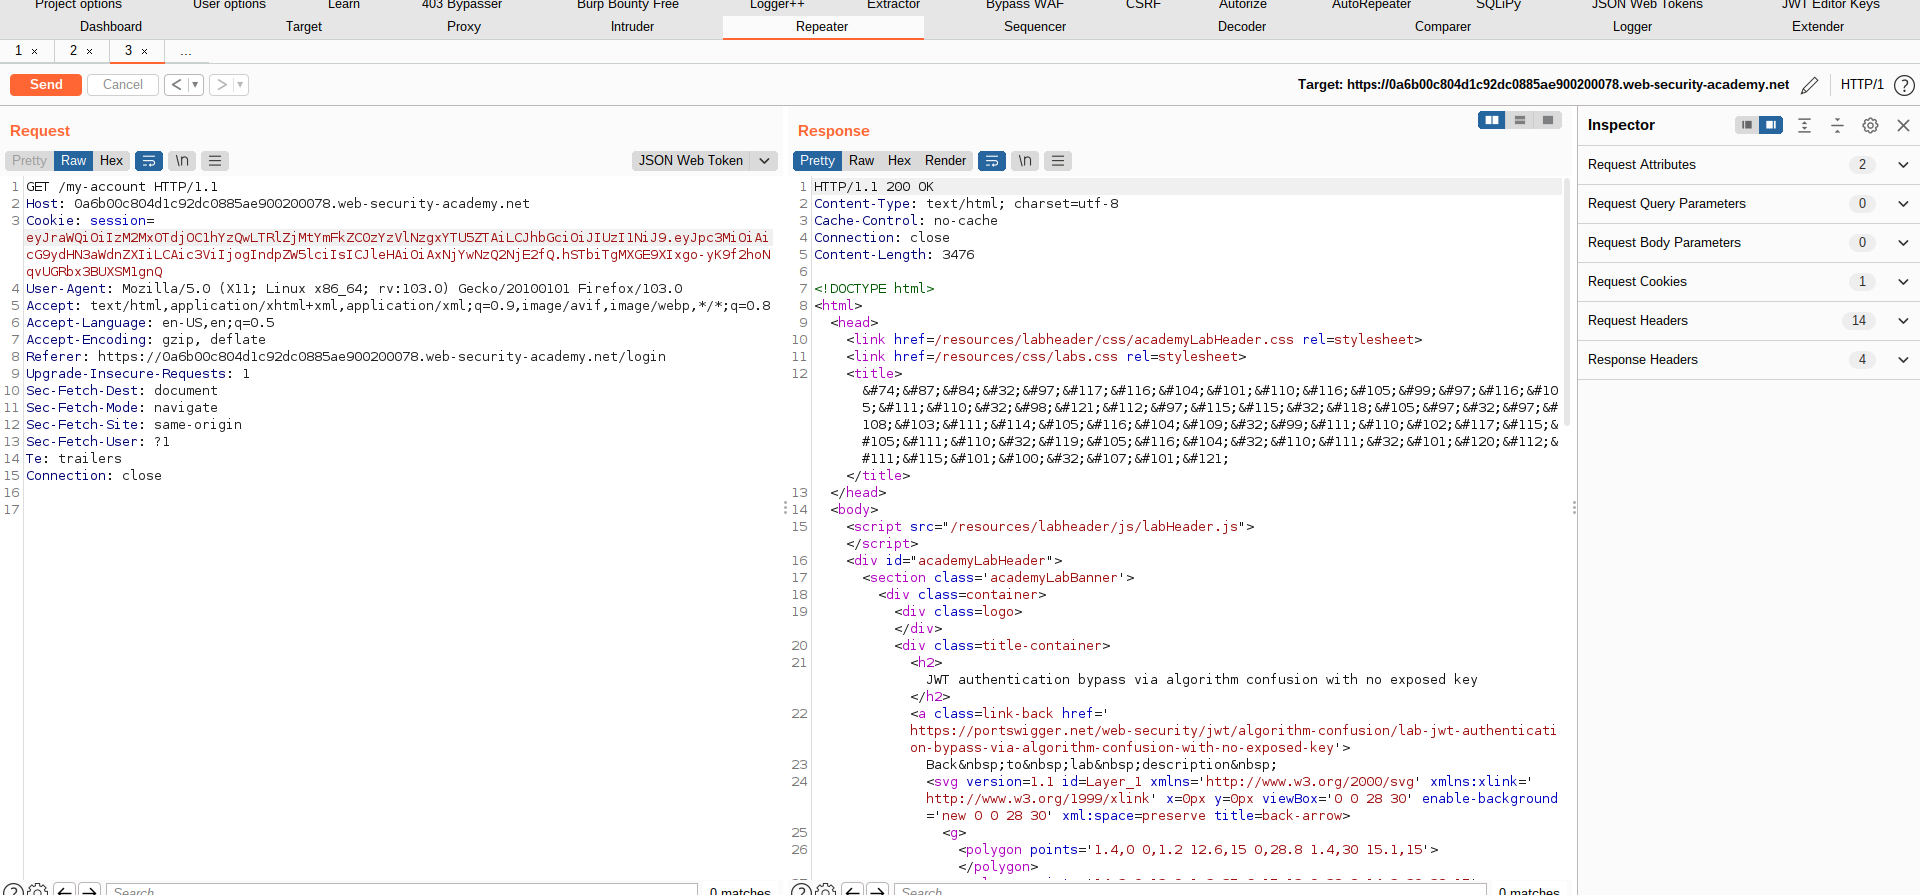 Project options User options Learn 403 Bypasser Burp Bounty Free Logger++ Extractor Bypass WAF CSRF Autorize AutoRepeater SQLiPy JSON Web Tokens JWT Editor Keys
Dashboard Target Proxy Intruder Repeater Sequencer Decoder Comparer Logger Extender
1 × 2 × 3 × ...
Send Cancel < > Target: https://0a6b00c804d1c92dc0885ae900200078.web-security-academy.net HTTP/1 ?
Request
Pretty Raw Hex \n JSON Web Token
1 GET /my-account HTTP/1.1
2 Host: 0a6b00c804d1c92dc0885ae900200078.web-security-academy.net
3 Cookie: session=
eyJraWQiOiIzM2MxOTdjOC1hYzQwLTRlZjMtYmFkZC0zYzVlNzgxYTU5ZTAiLCJhbGciOiJIUzI1NiJ9.eyJpc3MiOiAi
cG9ydHN3aWdnZXIiLCAic3ViIjogIndpZW5lciIsICJleHAiOiAxNjYwNzQ2NjE2fQ.hSTbiTgMXGE9XIxgo-yK9f2hoN
qvUGRbx3BUXSM1gnQ
4 User-Agent: Mozilla/5.0 (X11; Linux x86_64; rv:103.0) Gecko/20100101 Firefox/103.0
5 Accept: text/html,application/xhtml+xml,application/xml;q=0.9,image/avif,image/webp,*/*;q=0.8
6 Accept-Language: en-US,en;q=0.5
7 Accept-Encoding: gzip, deflate
8 Referer: https://0a6b00c804d1c92dc0885ae900200078.web-security-academy.net/login
9 Upgrade-Insecure-Requests: 1
10 Sec-Fetch-Dest: document
11 Sec-Fetch-Mode: navigate
12 Sec-Fetch-Site: same-origin
13 Sec-Fetch-User: ?1
14 Te: trailers
15 Connection: close
16
17
Search 0 matches
Response
Pretty Raw Hex Render \n
1 HTTP/1.1 200 OK
2 Content-Type: text/html; charset=utf-8
3 Cache-Control: no-cache
4 Connection: close
5 Content-Length: 3476
6
7 <!DOCTYPE html>
8 <html>
9 <head>
10 <link href=/resources/labheader/css/academyLabHeader.css rel=stylesheet>
11 <link href=/resources/css/labs.css rel=stylesheet>
12 <title>
&#74;&#87;&#84;&#32;&#97;&#117;&#116;&#104;&#101;&#110;&#116;&#105;&#99;&#97;&#116;&#10
5;&#111;&#110;&#32;&#98;&#121;&#112;&#97;&#115;&#115;&#32;&#118;&#105;&#97;&#32;&#97;&#
108;&#103;&#111;&#114;&#105;&#116;&#104;&#109;&#32;&#99;&#111;&#110;&#102;&#117;&#115;&
#105;&#111;&#110;&#32;&#119;&#105;&#116;&#104;&#32;&#110;&#111;&#32;&#101;&#120;&#112;&
#111;&#115;&#101;&#100;&#32;&#107;&#101;&#121;
</title>
13 </head>
14 <body>
15 <script src="/resources/labheader/js/labHeader.js">
</script>
16 <div id="academyLabHeader">
17 <section class='academyLabBanner'>
18 <div class=container>
19 <div class=logo>
</div>
20 <div class=title-container>
21 <h2>
JWT authentication bypass via algorithm confusion with no exposed key
</h2>
22 <a class=link-back href='
https://portswigger.net/web-security/jwt/algorithm-confusion/lab-jwt-authenticati
on-bypass-via-algorithm-confusion-with-no-exposed-key'>
23 Back&nbsp;to&nbsp;lab&nbsp;description&nbsp;
24 <svg version=1.1 id=Layer_1 xmlns='http://www.w3.org/2000/svg' xmlns:xlink='
http://www.w3.org/1999/xlink' x=0px y=0px viewBox='0 0 28 30' enable-background
='new 0 0 28 30' xml:space=preserve title=back-arrow>
25 <g>
26 <polygon points='1.4,0 0,1.2 12.6,15 0,28.8 1.4,30 15.1,15'>
</polygon>
Search 0 matches
Inspector
Request Attributes 2
Request Query Parameters 0
Request Body Parameters 0
Request Cookies 1
Request Headers 14
Response Headers 4